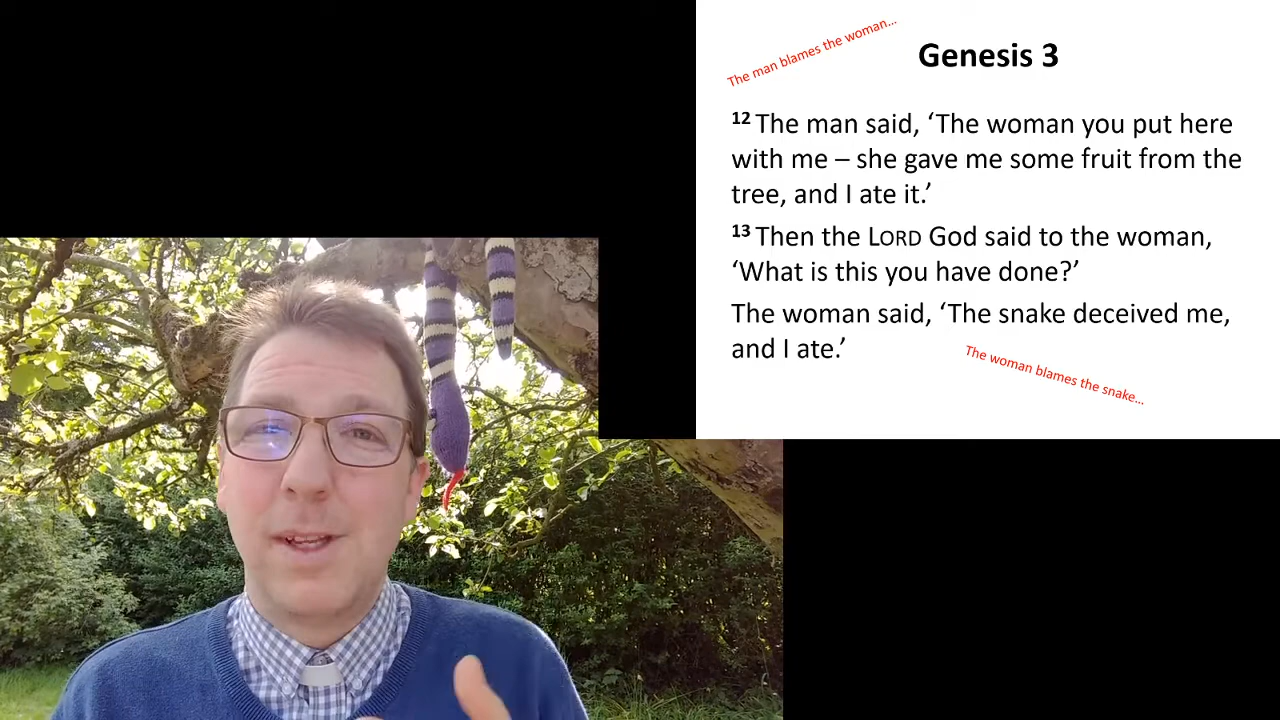 The man blames the woman...
Genesis 3
12 The man said, ‘The woman you put here
with me – she gave me some fruit from the
tree, and I ate it.’
13 Then the LORD God said to the woman,
‘What is this you have done?’
The woman said, ‘The snake deceived me,
and I ate.’
The woman blames the snake...